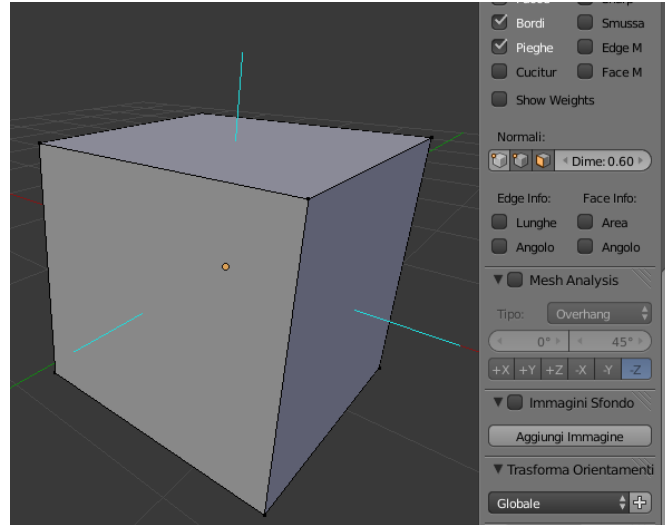 Bordi Smussa
Pieghe Edge M
Cucitur Face M
Show Weights
Normali:
Dime: 0.60
Edge Info: Face Info:
Lunghe Area
Angolo Angolo
Mesh Analysis
Tipo: Overhang
0° 45°
+X +Y +Z -X -Y -Z
Immagini Sfondo
Aggiungi Immagine
Trasforma Orientamenti
Globale